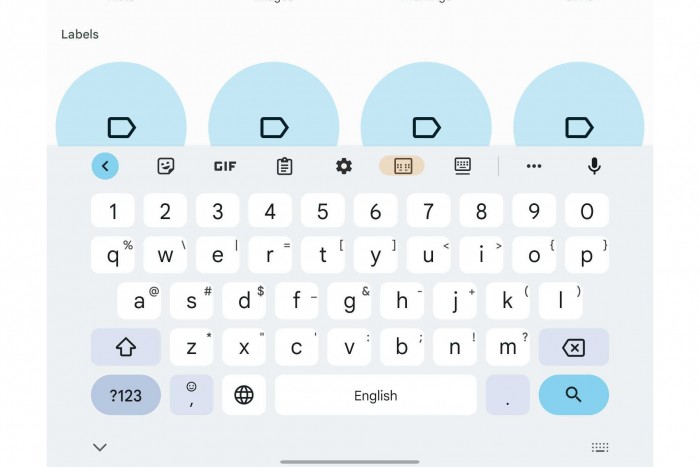 Labels
GIF
1 2 3 4 5 6 7 8 9 0
q % w \ e | r = t [ y ] u < i > o { p }
a @ s # d $ f _ g & h - j + k ( l )
z * x " c ' v : b ; n ! m ?
?123 , English .